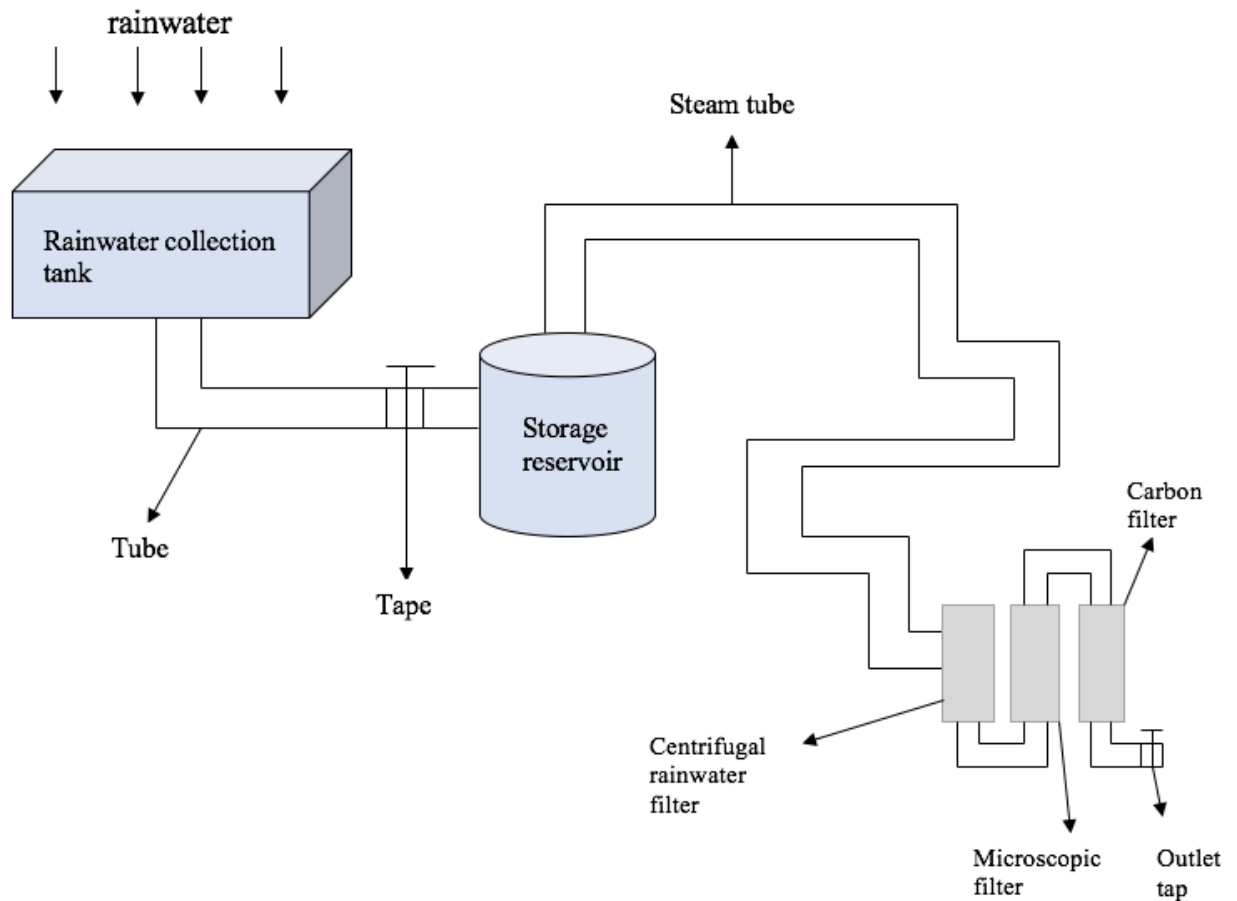 rainwater
Steam tube
Rainwater collection
tank
Storage
reservoir
Tube
Tape
Carbon
filter
Centrifugal
rainwater
filter
Microscopic
filter
Outlet
tap